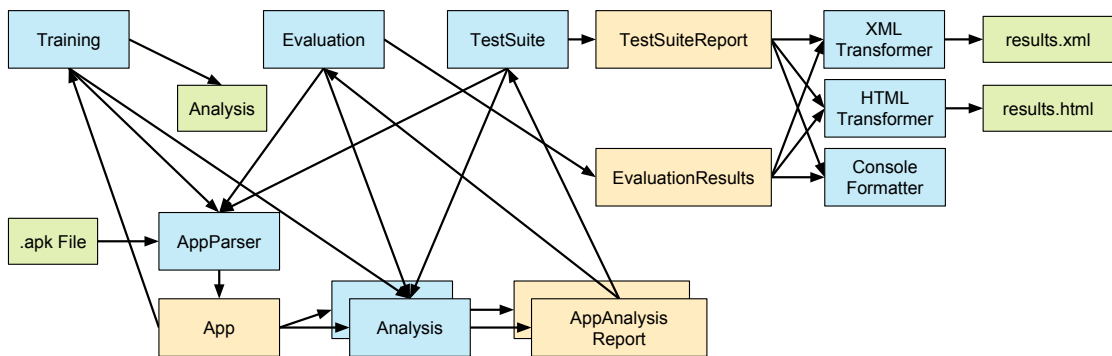 Training
Evaluation
TestSuite
TestSuiteReport
XML
Transformer
results.xml
Analysis
HTML
Transformer
results.html
EvaluationResults
Console
Formatter
.apk File
AppParser
App
Analysis
AppAnalysis
Report